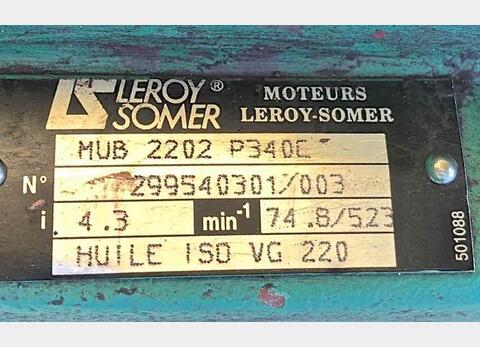 LEROY® SOMER
MOTEURS LEROY-SOMER
MUB 2202 P340C
N° 299540301/003
i. 4.3 min-1 74.8/523
HUILE ISO VG 220
501088